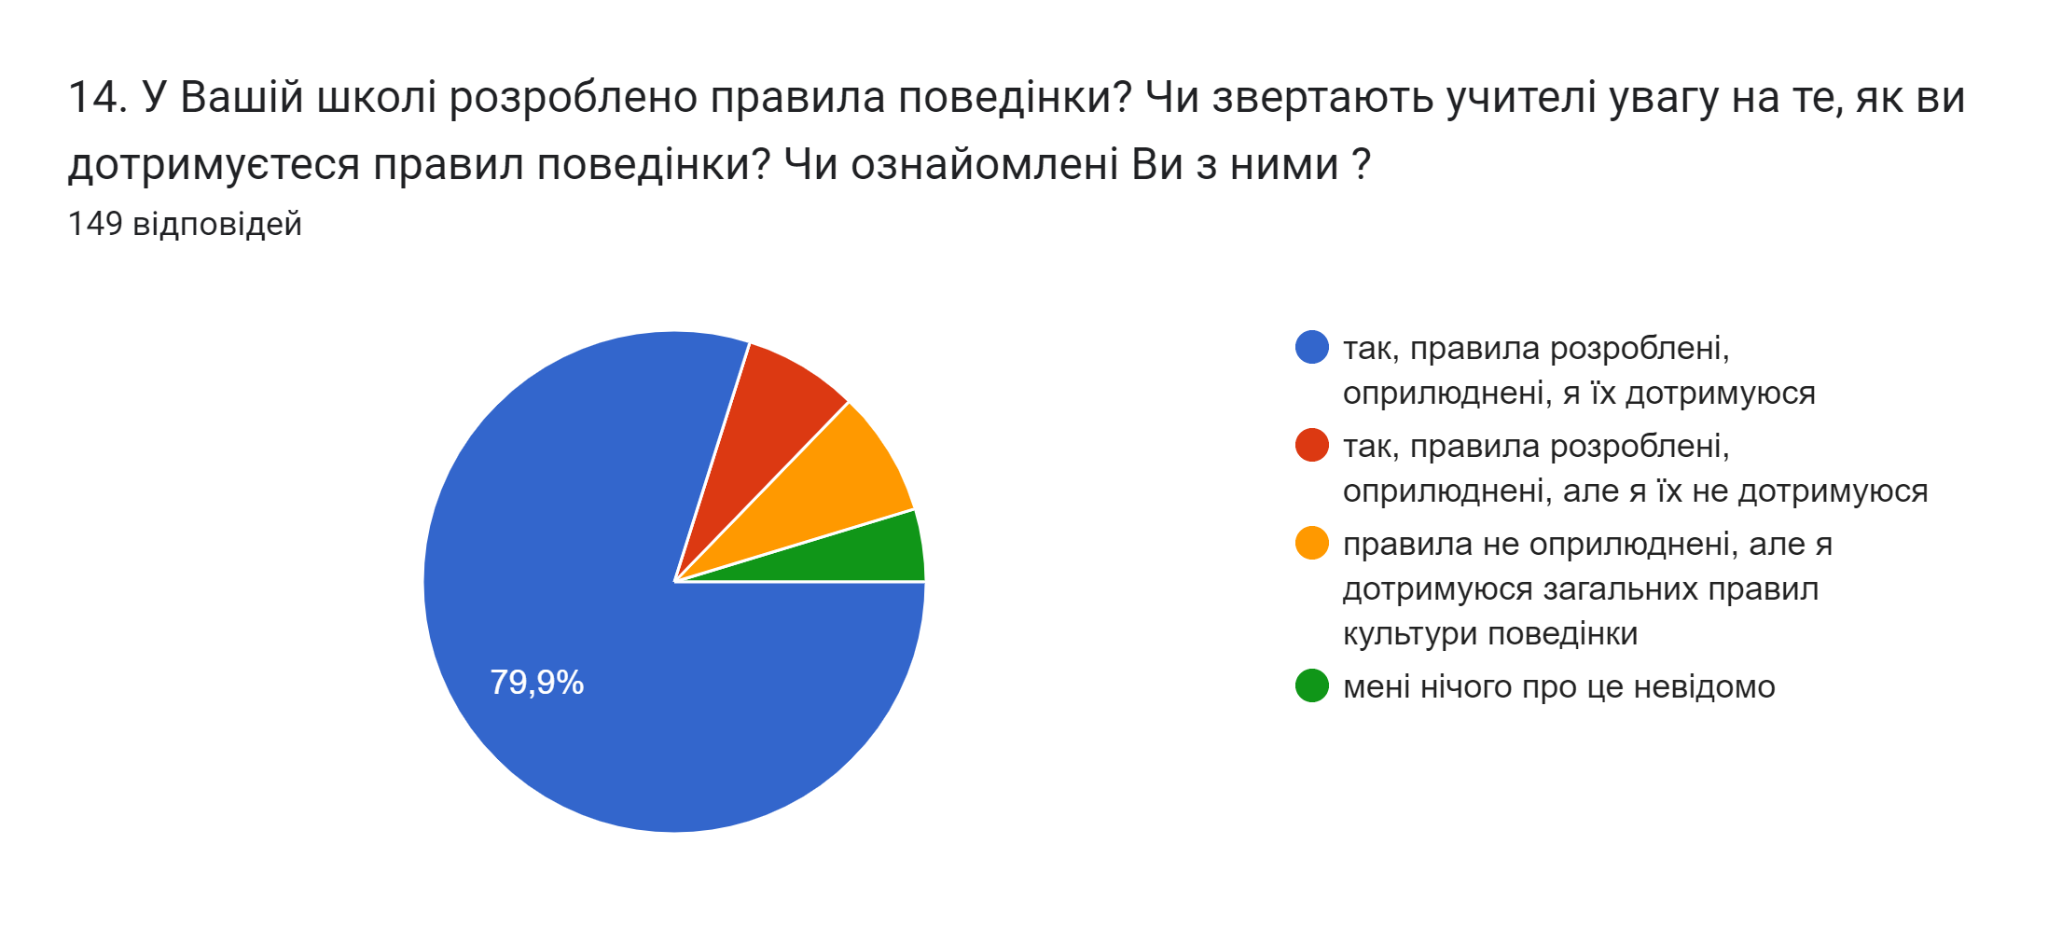 14. У Вашій школі розроблено правила поведінки? Чи звертають учителі увагу на те, як ви
дотримуєтеся правил поведінки? Чи ознайомлені Ви з ними ?
149 відповідей
79,9%
так, правила розроблені,
оприлюднені, я їх дотримуюся
так, правила розроблені,
оприлюднені, але я їх не дотримуюся
правила не оприлюднені, але я
дотримуюся загальних правил
культури поведінки
мені нічого про це невідомо